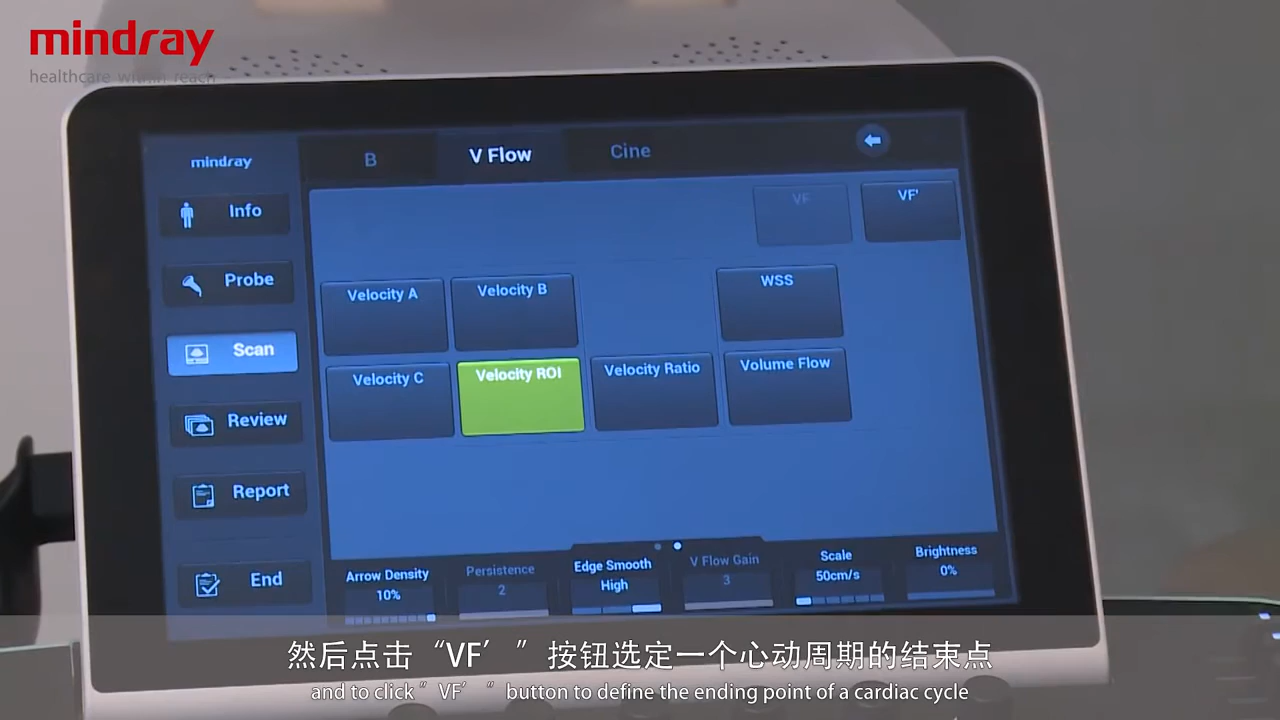 mindray
healthcare within reach
mindray
B
V Flow
Cine
Info
VF
VF'
Probe
Velocity A
Velocity B
WSS
Scan
Velocity C
Velocity ROI
Velocity Ratio
Volume Flow
Review
Report
End
Arrow Density
10%
Persistence
2
Edge Smooth
High
V Flow Gain
3
Scale
50cm/s
Brightness
0%
然后点击“VF′ ”按钮选定一个心动周期的结束点
and to click ” VF′ ” button to define the ending point of a cardiac cycle